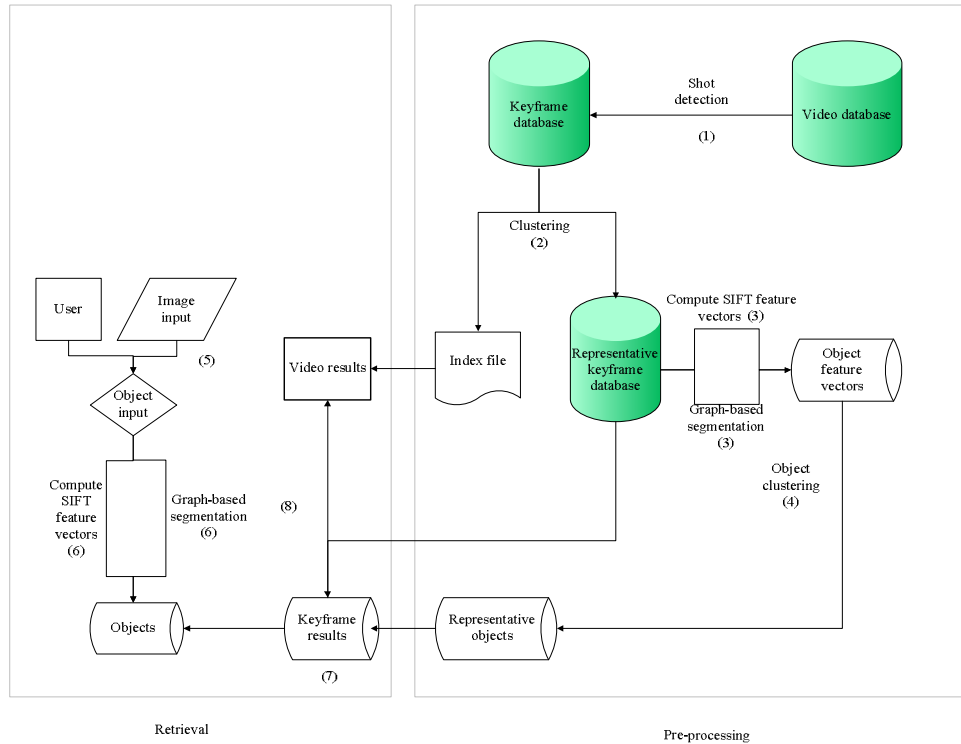 Keyframe
database
Shot
detection
(1)
Video database
Clustering
(2)
User
Image
input
(5)
Object
input
Compute
SIFT
feature
vectors
(6)
Graph-based
segmentation
(6)
Objects
Video results
Index file
Representative
keyframe
database
Compute SIFT feature
vectors (3)
Graph-based
segmentation
(3)
Object
feature
vectors
Object
clustering
(4)
(8)
Keyframe
results
(7)
Representative
objects
Retrieval
Pre-processing